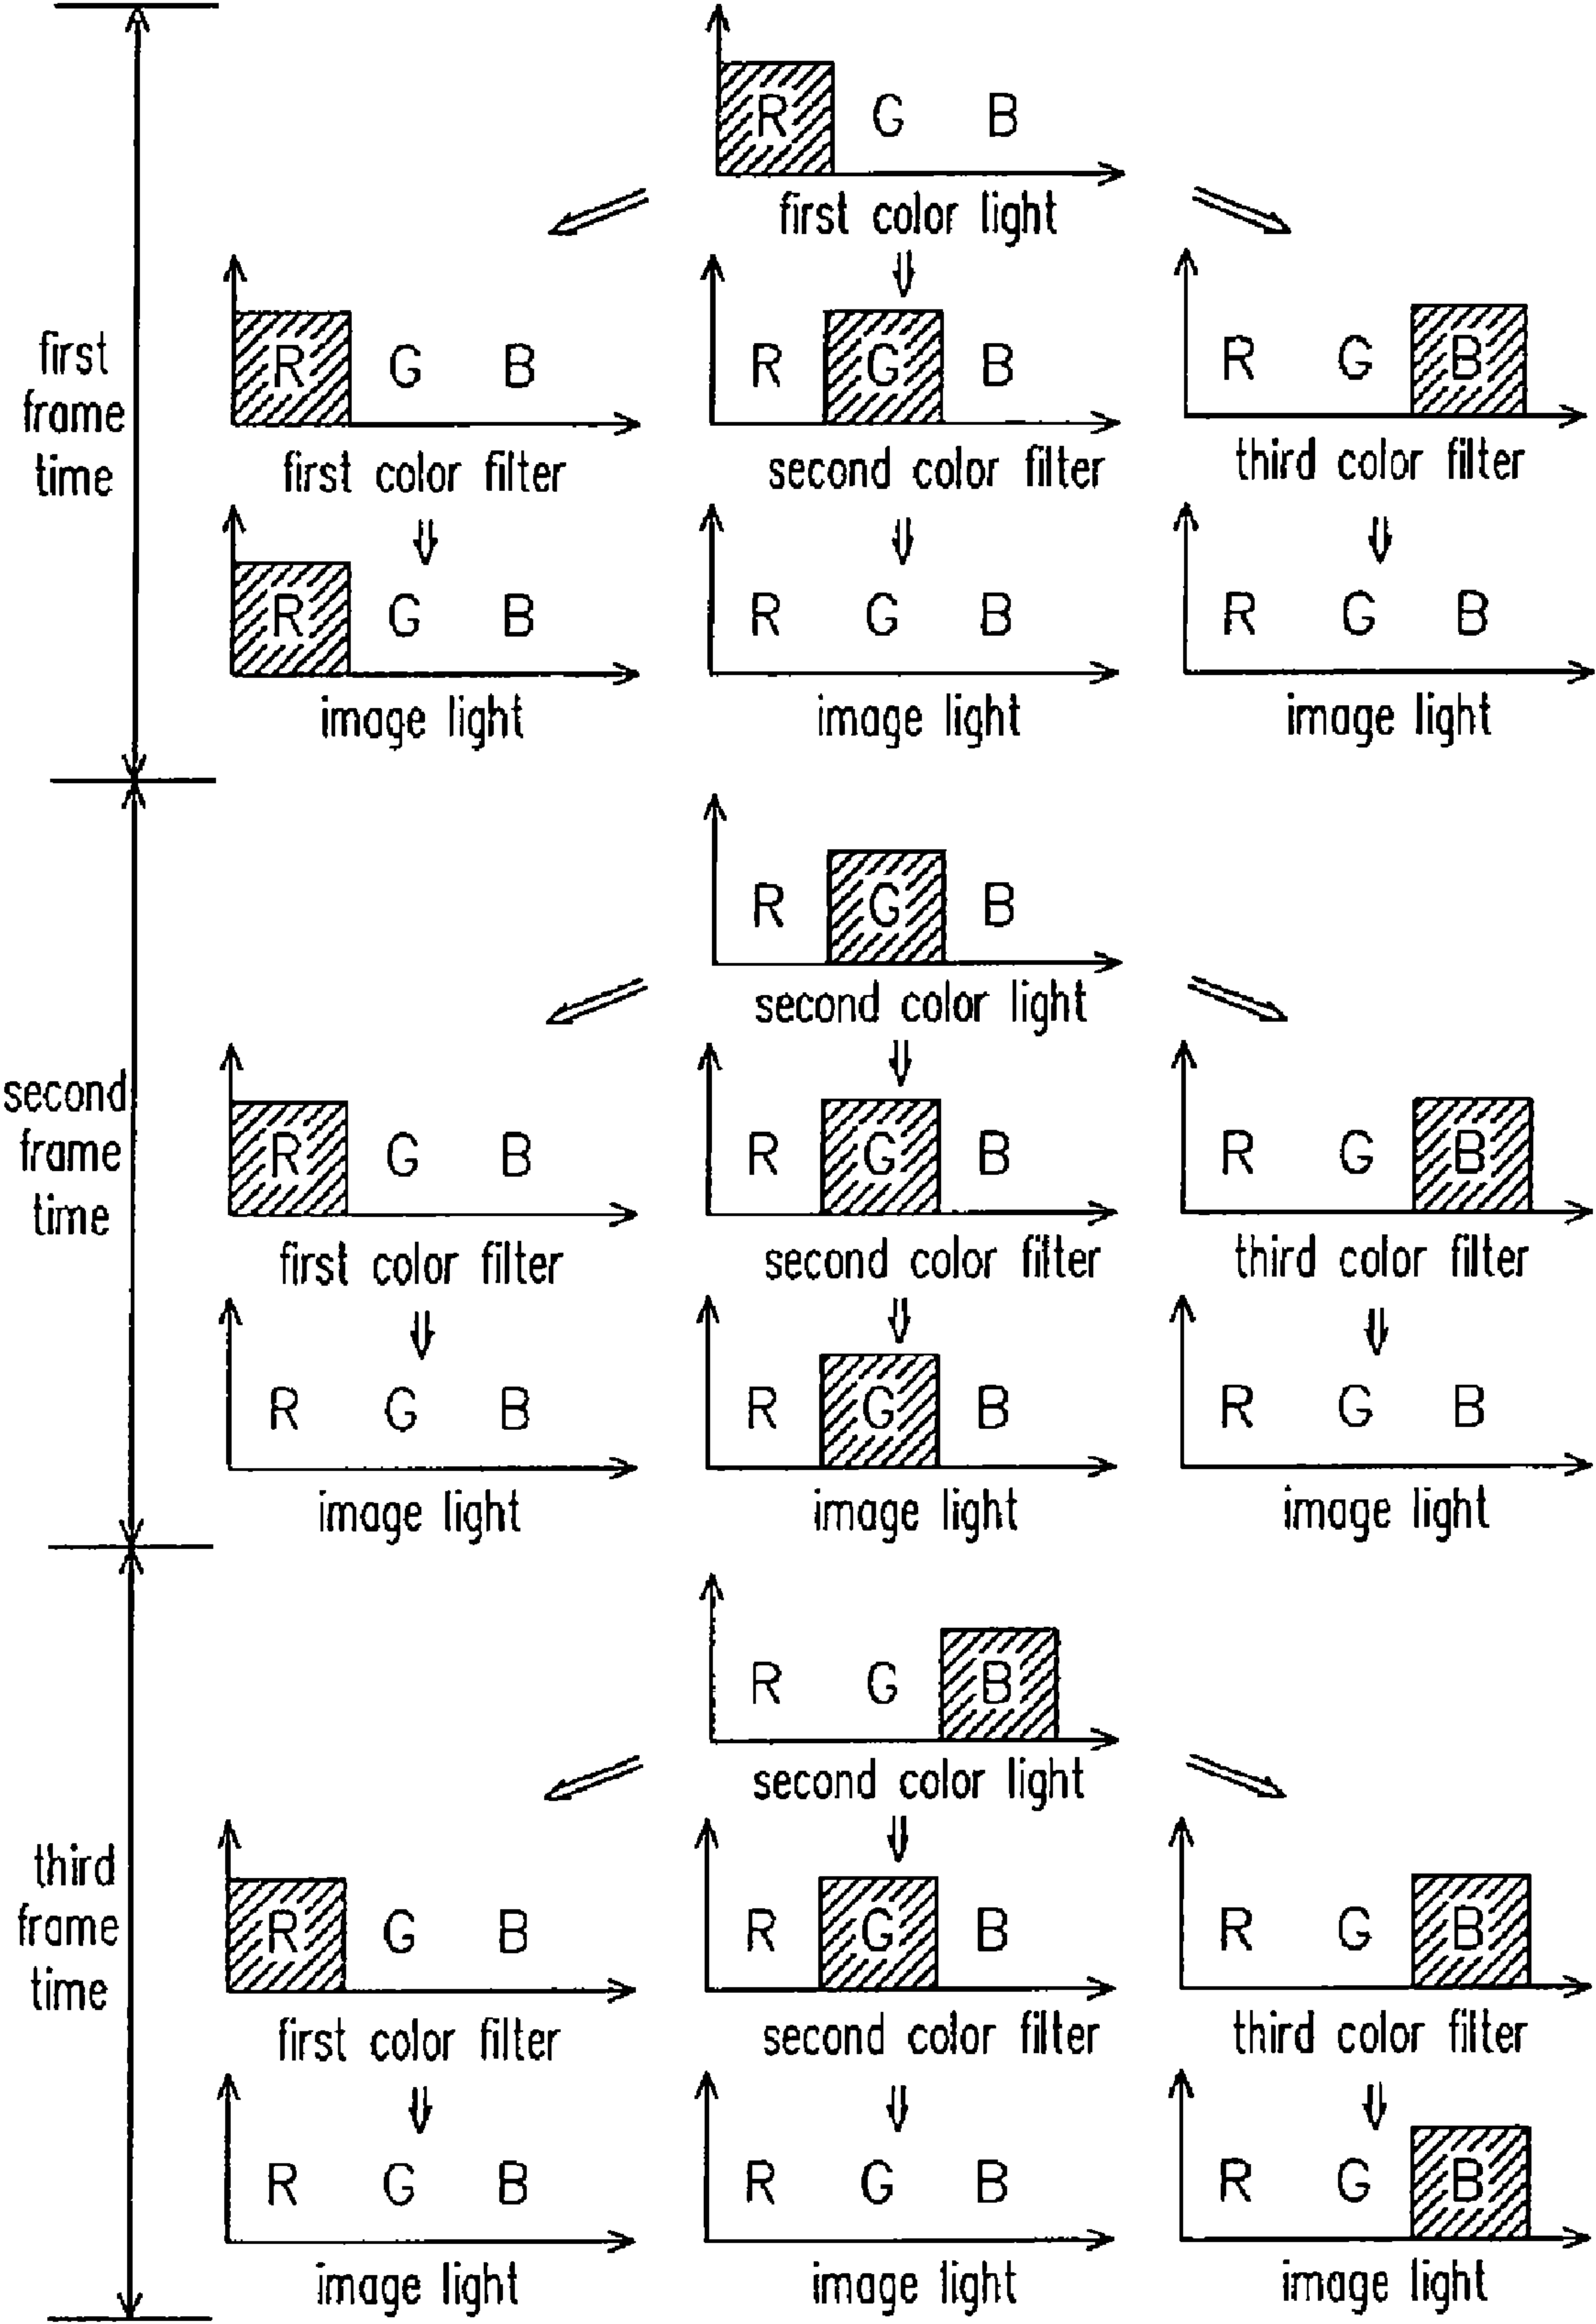 R G B
first color light
R G B
R G B
R G B
first color filter
second color filter
third color filter
first
frame
time
R G B
R G B
R G B
image light
image light
image light
R G B
second color light
R G B
R G B
R G B
first color filter
second color filter
third color filter
second
frame
time
R G B
R G B
R G B
image light
image light
image light
R G B
second color light
R G B
R G B
R G B
first color filter
second color filter
third color filter
third
frame
time
R G B
R G B
R G B
image light
image light
image light